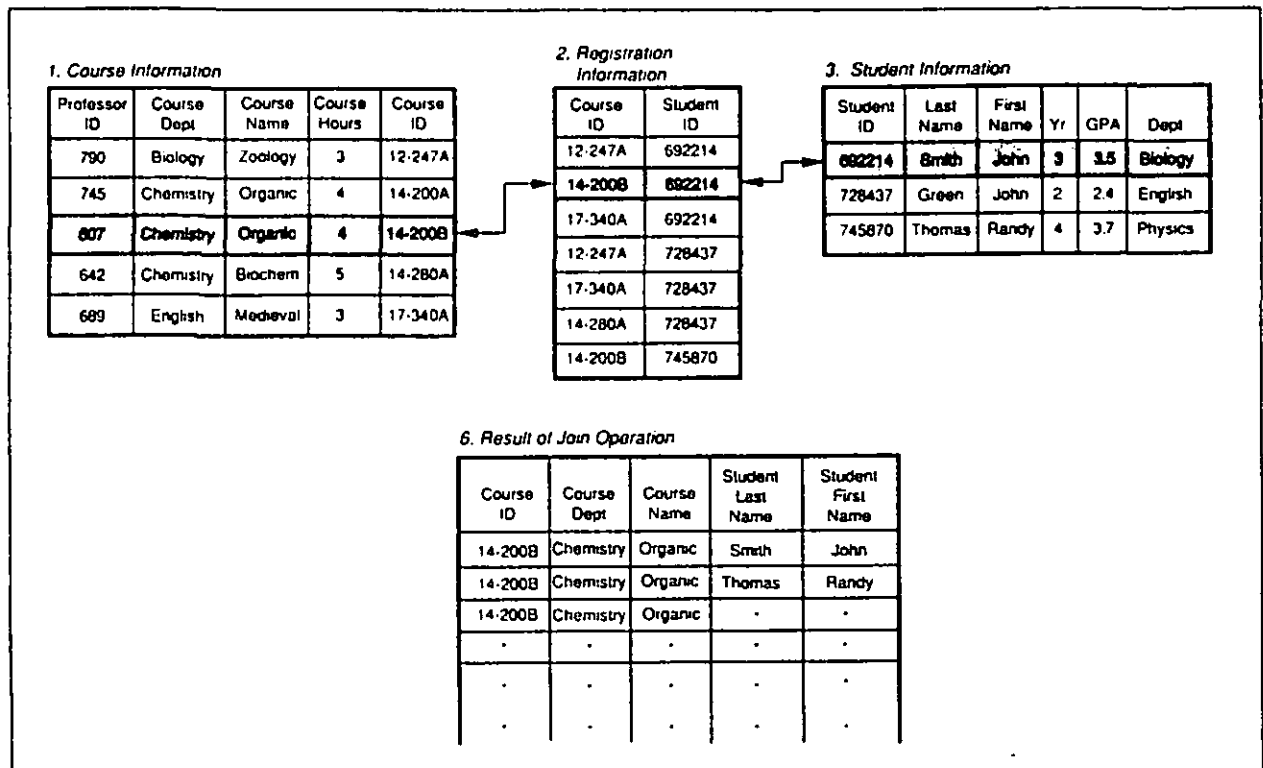 1. Course Information
Professor ID Course Dept Course Name Course Hours Course ID
790 Biology Zoology 3 12-247A
745 Chemistry Organic 4 14-200A
807 Chemistry Organic 4 14-200B
642 Chemistry Biochem 5 14-280A
689 English Medieval 3 17-340A
2. Registration
Information
Course ID Student ID
12-247A 692214
14-200B 692214
17-340A 692214
12-247A 728437
17-340A 728437
14-280A 728437
14-200B 745870
3. Student Information
Student ID Last Name First Name Yr GPA Dept
692214 Smith John 3 3.5 Biology
728437 Green John 2 2.4 English
745870 Thomas Randy 4 3.7 Physics
6. Result of Join Operation
Course ID Course Dept Course Name Student Last Name Student First Name
14-200B Chemistry Organic Smith John
14-200B Chemistry Organic Thomas Randy
14-200B Chemistry Organic . .
. . . . .
. . . . .
. . . . .